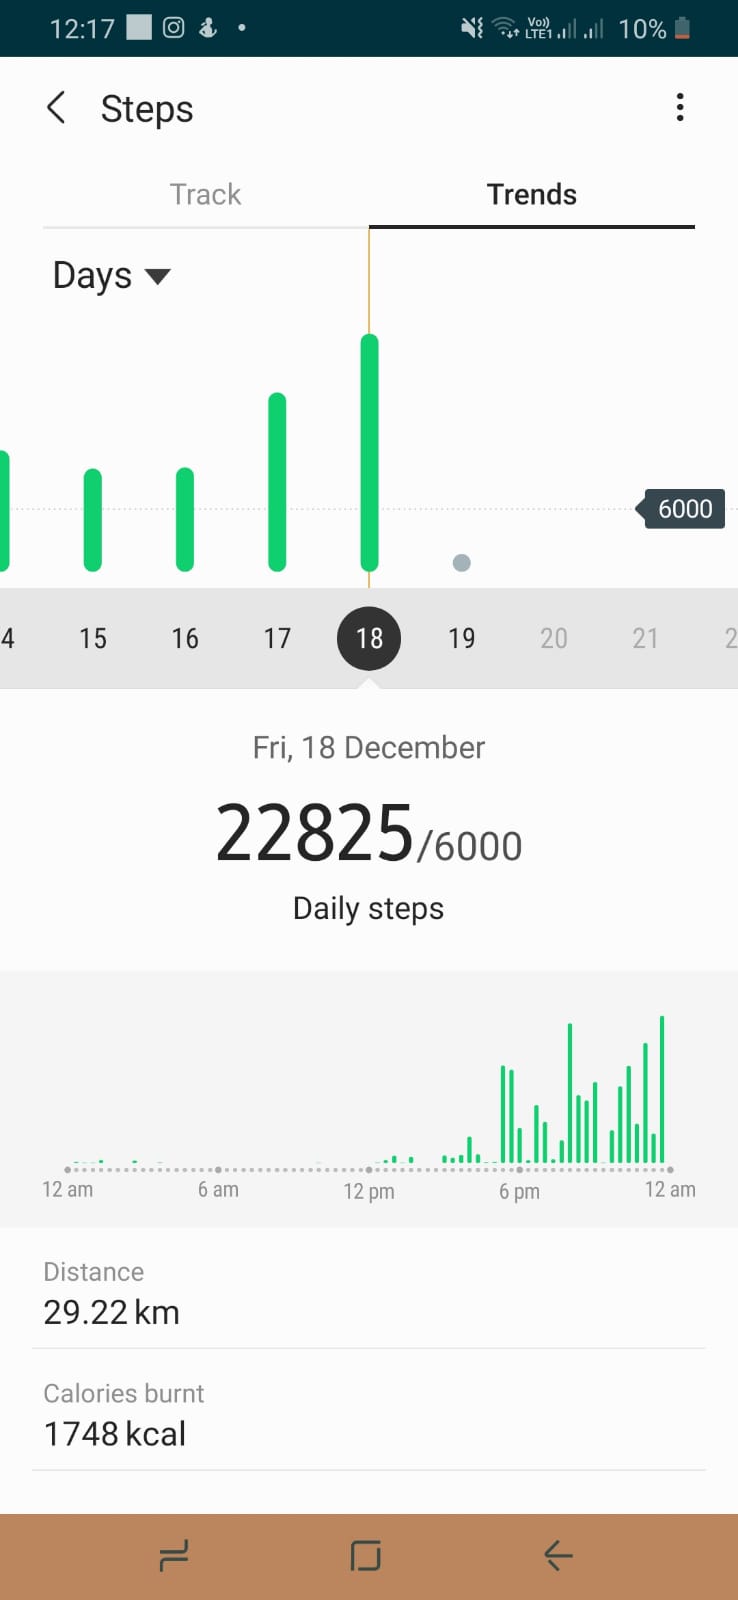 12:17
Vo))
LTE1
10%
Steps
Track
Trends
Days
6000
4 15 16 17 18 19 20 21 2
Fri, 18 December
22825/6000
Daily steps
12 am 6 am 12 pm 6 pm 12 am
Distance
29.22 km
Calories burnt
1748 kcal